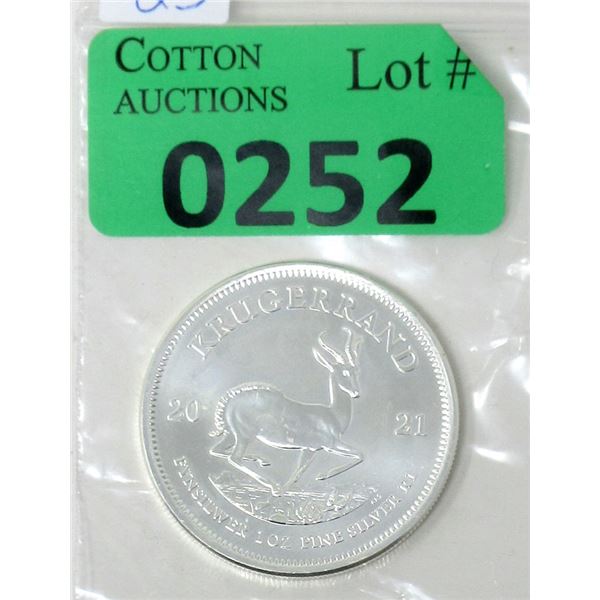 COTTON
AUCTIONS
Lot #
0252
KRUGERRAND
20 21
FYNSILWER 1 OZ FINE SILVER